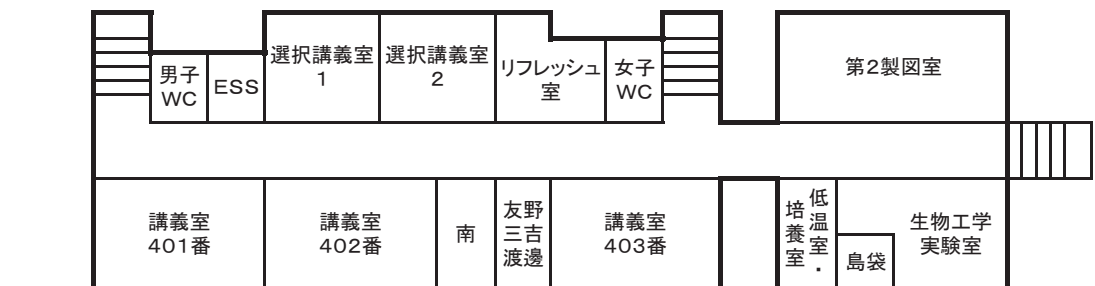 男子
WC
ESS
選択講義室
1
選択講義室
2
リフレッシュ
室
女子
WC
第2製図室
講義室
401番
講義室
402番
南
友野
三吉
渡邊
講義室
403番
低温室・
培養室
島袋
生物工学
実験室